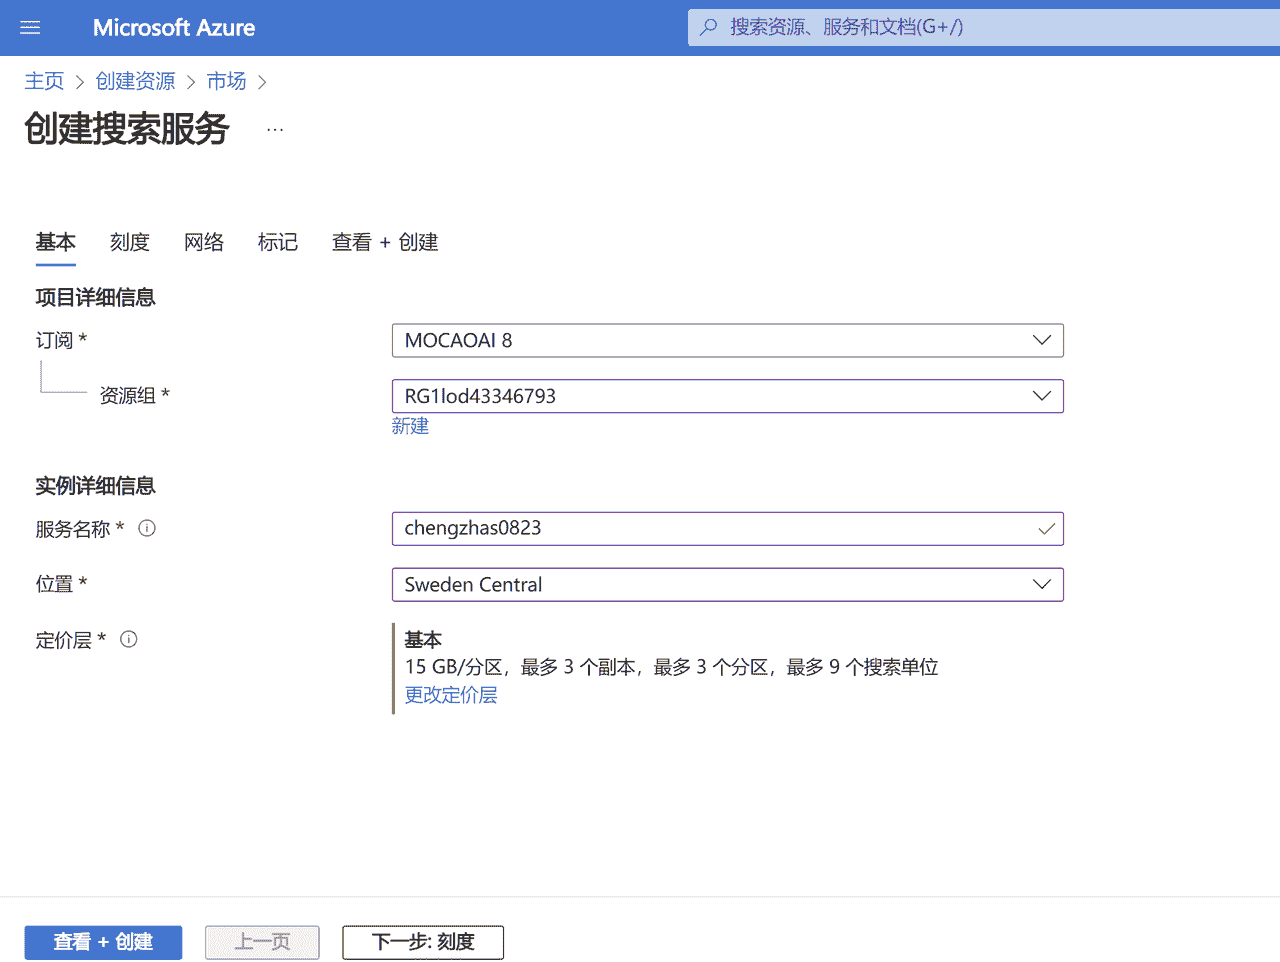 Microsoft Azure
搜索资源、服务和文档(G+/)
主页 > 创建资源 > 市场 >
创建搜索服务 ...
基本 刻度 网络 标记 查看 + 创建
项目详细信息
订阅 * MOCAOAI 8
资源组 * RG1lod43346793
新建
实例详细信息
服务名称 * chengzhas0823
位置 * Sweden Central
定价层 * 基本
15 GB/分区，最多 3 个副本，最多 3 个分区，最多 9 个搜索单位
更改定价层
查看 + 创建 上一页 下一步: 刻度